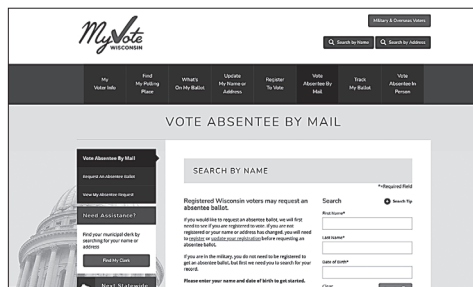 Military & Overseas Voters
MyVote
WISCONSIN
Search by Name
Search by Address
My
Voter Info
Find
My Polling
Place
What's
On My Ballot
Update
My Name or
Address
Register
To Vote
Vote
Absentee By
Mail
Track
My Ballot
Vote
Absentee In
Person
VOTE ABSENTEE BY MAIL
Vote Absentee By Mail
Request An Absentee Ballot
View My Absentee Request
Need Assistance?
Find your municipal clerk by
searching for your name or
address
Find My Clerk
Next Statewide
SEARCH BY NAME
*=Required Field
Registered Wisconsin voters may request an
absentee ballot.
If you would like to request an absentee ballot, we will first
need to see if you are registered to vote. If you are not
registered or your name or address has changed, you will need
to register or update your registration before requesting an
absentee ballot.
If you are in the military, you do not need to be registered to
get an absentee ballot, but first we need you to search for your
record.
Please enter your name and date of birth to get started.
Search
Search Tip
First Name*
Last Name*
Date of Birth*
Clear